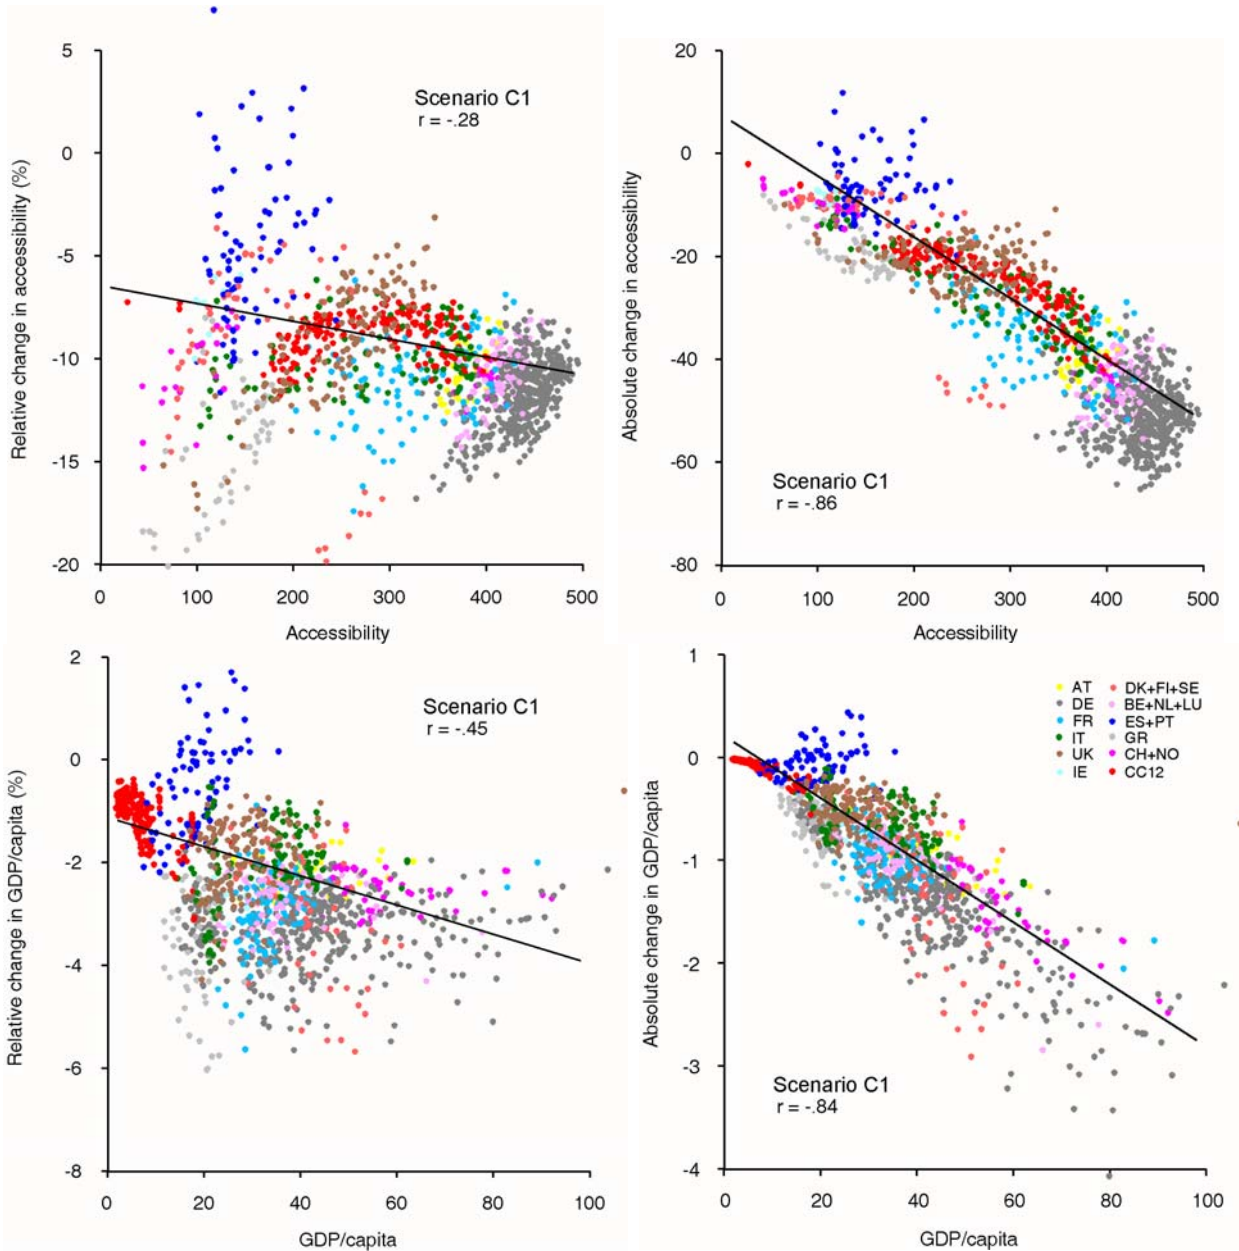 5
0
-5
-10
-15
-20
Relative change in accessibility (%)
Scenario C1
r = -.28
0
100
200
300
400
500
Accessibility
20
0
-20
-40
-60
-80
Absolute change in accessibility
Scenario C1
r = -.86
0
100
200
300
400
500
Accessibility
2
0
-2
-4
-6
-8
Relative change in GDP/capita (%)
Scenario C1
r = -.45
0
20
40
60
80
100
GDP/capita
1
0
-1
-2
-3
-4
Absolute change in GDP/capita
AT
DE
FR
IT
UK
IE
DK+FI+SE
BE+NL+LU
ES+PT
GR
CH+NO
CC12
Scenario C1
r = -.84
0
20
40
60
80
100
GDP/capita